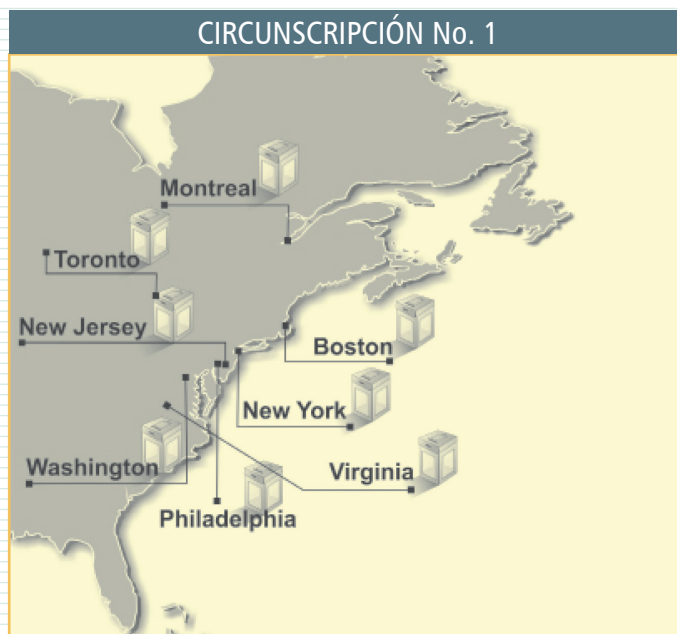 CIRCUNSCRIPCIÓN No. 1
Montreal
Toronto
New Jersey
Boston
New York
Washington
Virginia
Philadelphia